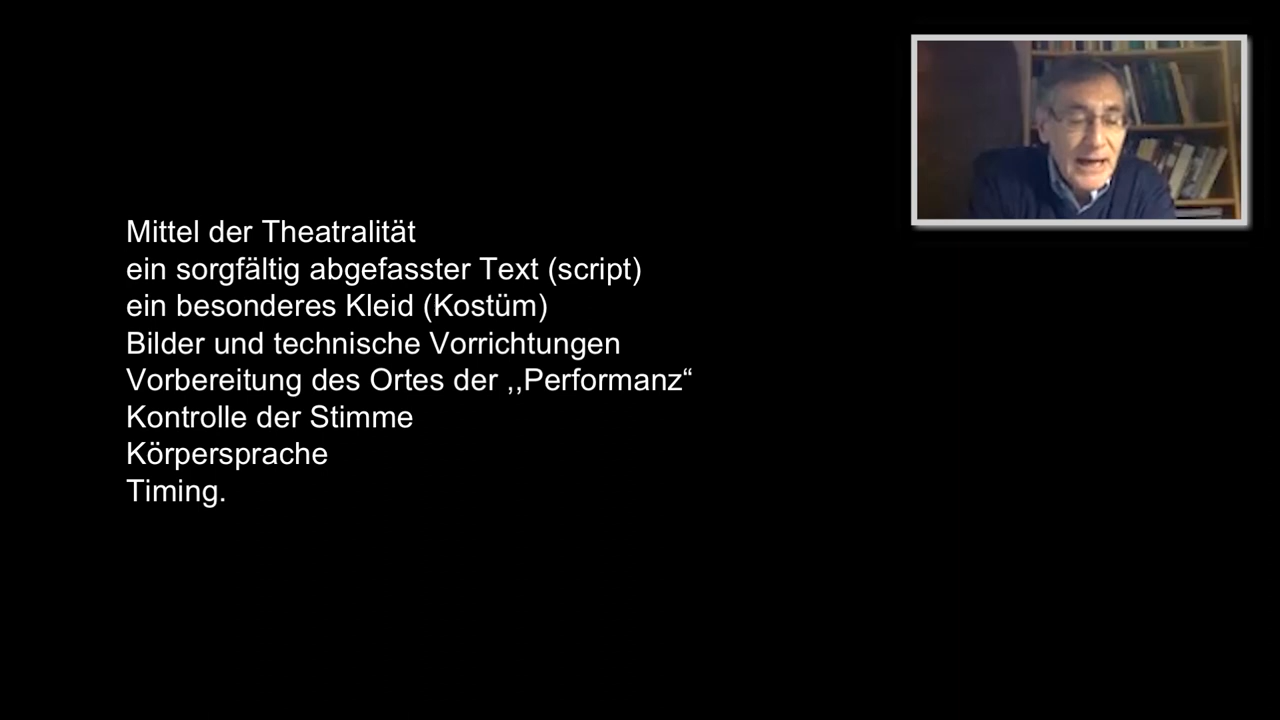 Mittel der Theatralität
ein sorgfältig abgefasster Text (script)
ein besonderes Kleid (Kostüm)
Bilder und technische Vorrichtungen
Vorbereitung des Ortes der ,,Performanz“
Kontrolle der Stimme
Körpersprache
Timing.